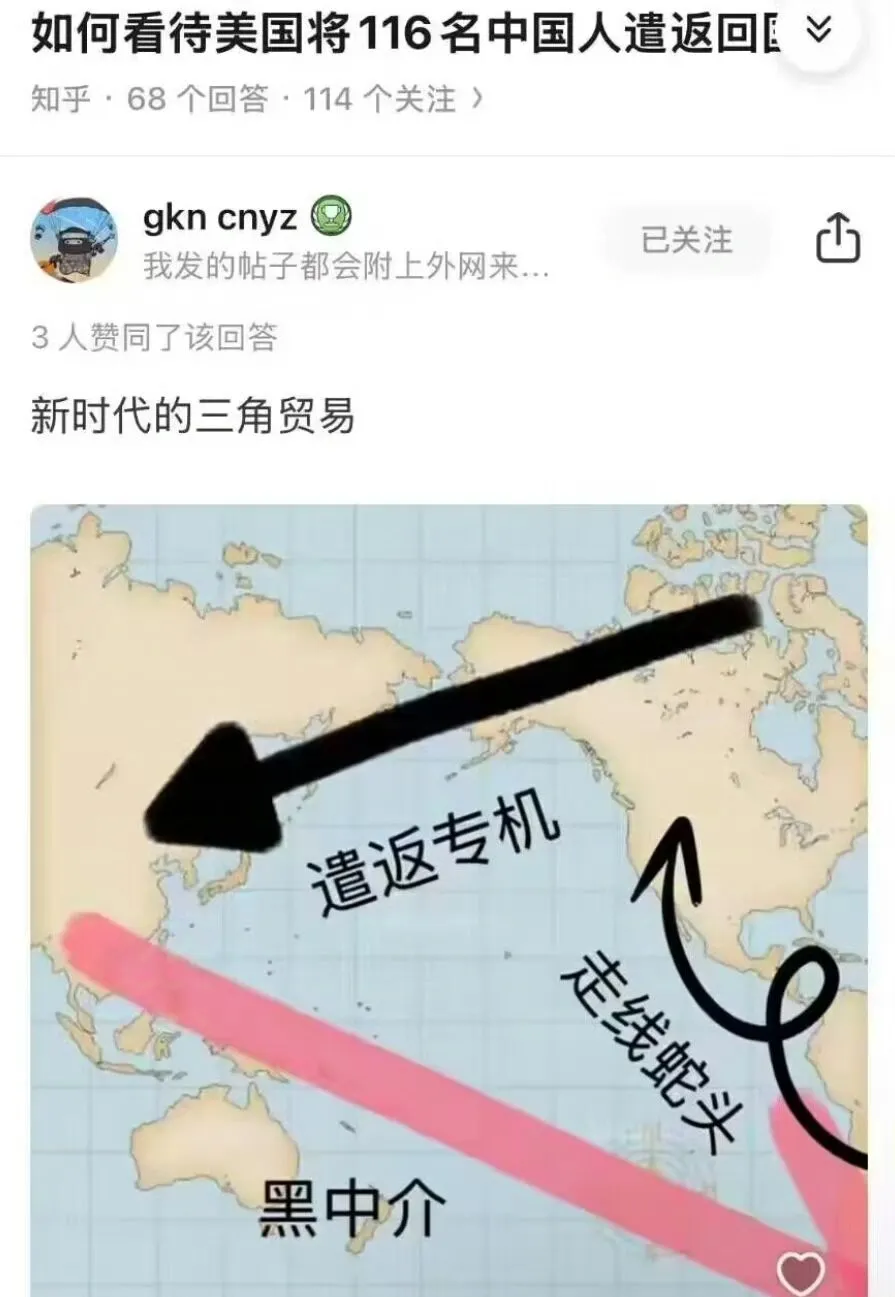 如何看待美国将116名中国人遣返回国
知乎 · 68 个回答 · 114 个关注 〉
gkn cnyz
已关注
我发的帖子都会附上外网来...
3 人赞同了该回答
新时代的三角贸易
遣返专机
走线蛇头
黑中介